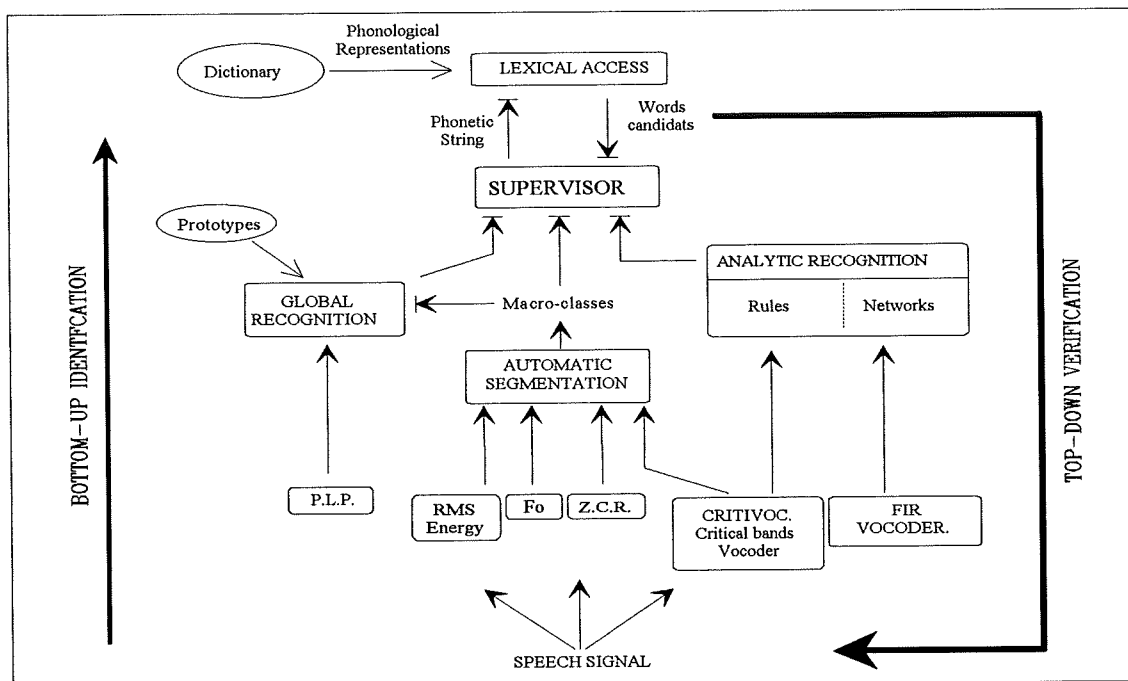 Phonological
Representations
Dictionary
LEXICAL ACCESS
Phonetic
String
Words
candidats
SUPERVISOR
Prototypes
ANALYTIC RECOGNITION
Rules
Networks
GLOBAL
RECOGNITION
Macro-classes
AUTOMATIC
SEGMENTATION
BOTTOM-UP IDENTFCATION
TOP-DOWN VERIFICATION
P.L.P.
RMS
Energy
Fo
Z.C.R.
CRITIVOC.
Critical bands
Vocoder
FIR
VOCODER.
SPEECH SIGNAL